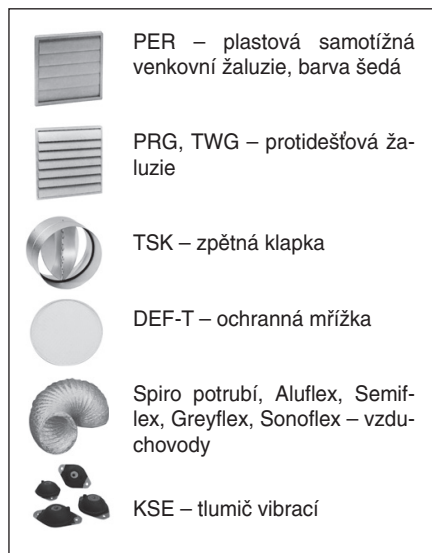 PER – plastová samotížná
venkovní žaluzie, barva šedá
PRG, TWG – protidešťová ža-
luzie
TSK – zpětná klapka
DEF-T – ochranná mřížka
Spiro potrubí, Aluflex, Semif-
lex, Greyflex, Sonoflex – vzdu-
chovody
KSE – tlumič vibrací